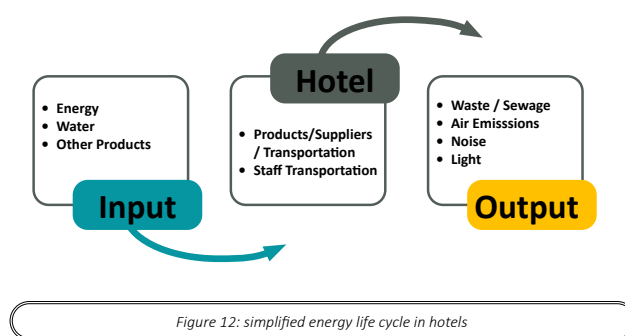 • Energy
• Water
• Other Products
Input
Hotel
• Products/Suppliers
/ Transportation
• Staff Transportation
• Waste / Sewage
• Air Emisssions
• Noise
• Light
Output
Figure 12: simplified energy life cycle in hotels